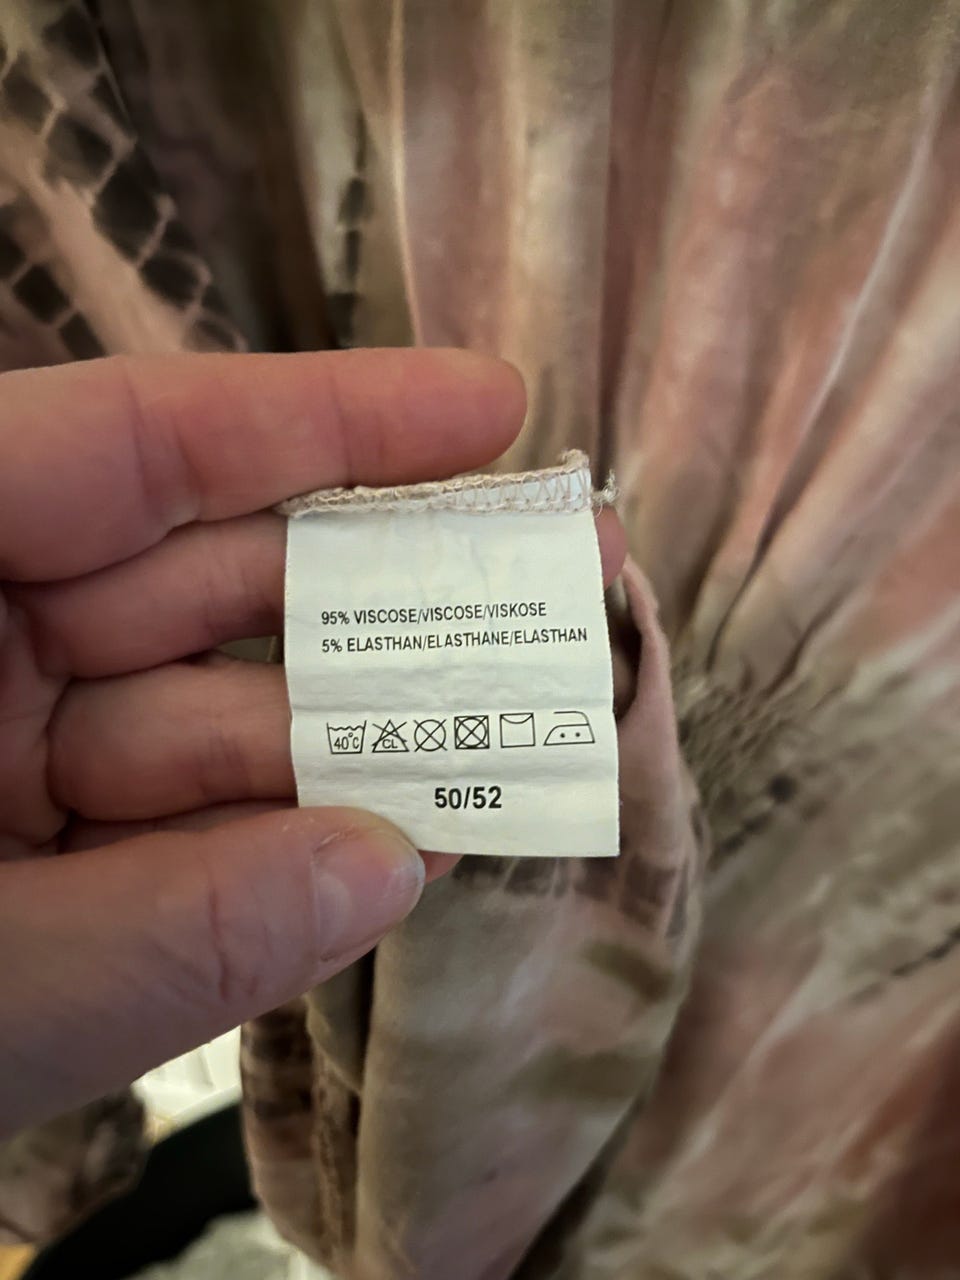 95% VISCOSE/VISCOSE/VISKOSE
5% ELASTHAN/ELASTHANE/ELASTHAN
40°C CL
50/52